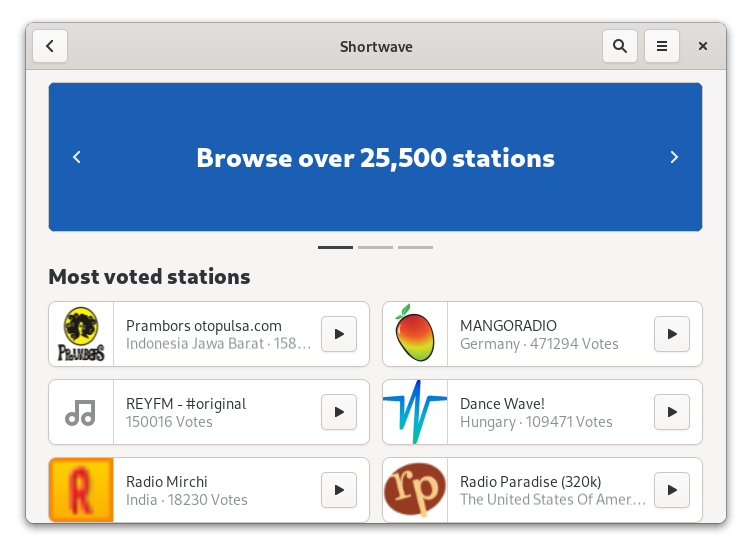 Shortwave
Browse over 25,500 stations
Most voted stations
PRAMBORS
Prambors otopulsa.com
Indonesia Jawa Barat · 158…
MANGORADIO
Germany · 471294 Votes
REYFM - #original
150016 Votes
Dance Wave!
Hungary · 109471 Votes
R
Radio Mirchi
India · 18230 Votes
rp
Radio Paradise (320k)
The United States Of Amer…